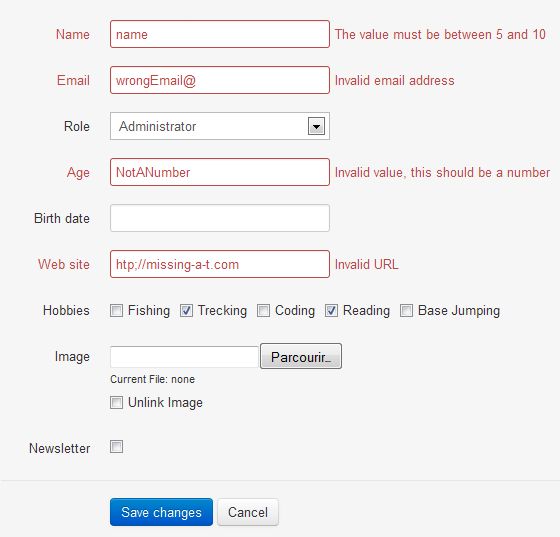 Name name The value must be between 5 and 10
Email wrongEmail@ Invalid email address
Role Administrator
Age NotANumber Invalid value, this should be a number
Birth date
Web site htp;//missing-a-t.com Invalid URL
Hobbies Fishing Trecking Coding Reading Base Jumping
Image Parcourir...
Current File: none
Unlink Image
Newsletter
Save changes Cancel